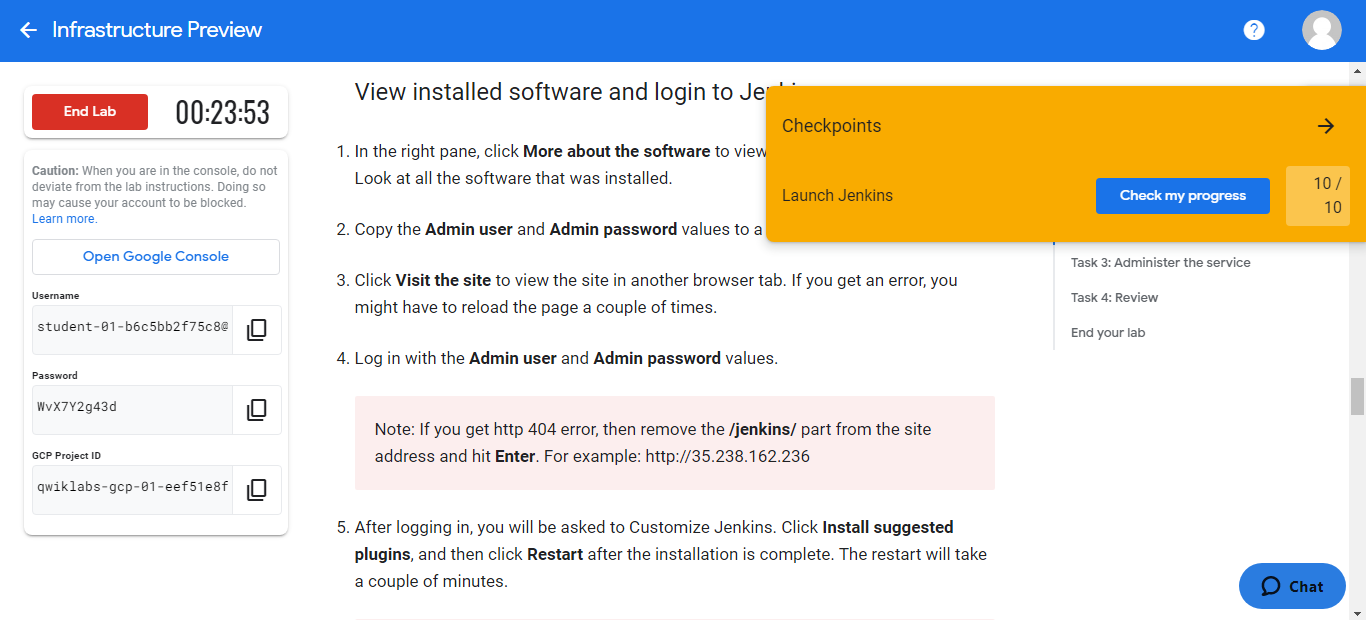 Infrastructure Preview
?
End Lab
00:23:53
Caution: When you are in the console, do not
deviate from the lab instructions. Doing so
may cause your account to be blocked.
Learn more.
Open Google Console
Username
student-01-b6c5bb2f75c8@
Password
WvX7Y2g43d
GCP Project ID
qwiklabs-gcp-01-eef51e8f
View installed software and login to
1. In the right pane, click More about the software to view
Look at all the software that was installed.
2. Copy the Admin user and Admin password values to a
3. Click Visit the site to view the site in another browser tab. If you get an error, you
might have to reload the page a couple of times.
4. Log in with the Admin user and Admin password values.
Note: If you get http 404 error, then remove the /jenkins/ part from the site
address and hit Enter. For example: http://35.238.162.236
5. After logging in, you will be asked to Customize Jenkins. Click Install suggested
plugins, and then click Restart after the installation is complete. The restart will take
a couple of minutes.
Checkpoints
Launch Jenkins
Check my progress
10 /
10
Task 3: Administer the service
Task 4: Review
End your lab
Chat